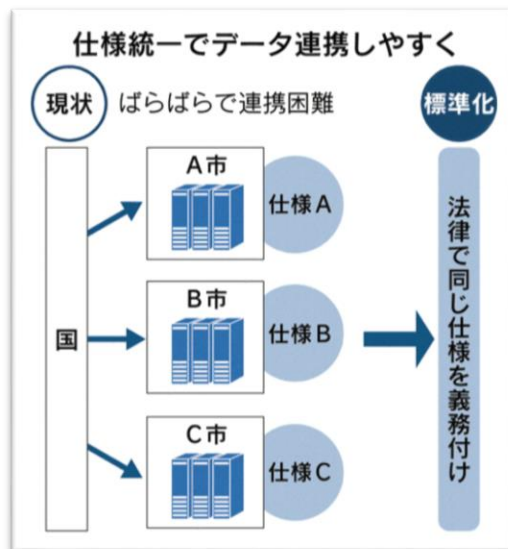 仕様統一でデータ連携しやすく
現状
ばらばらで連携困難
標準化
国
A市
仕様A
B市
仕様B
C市
仕様C
法律で同じ仕様を義務付け